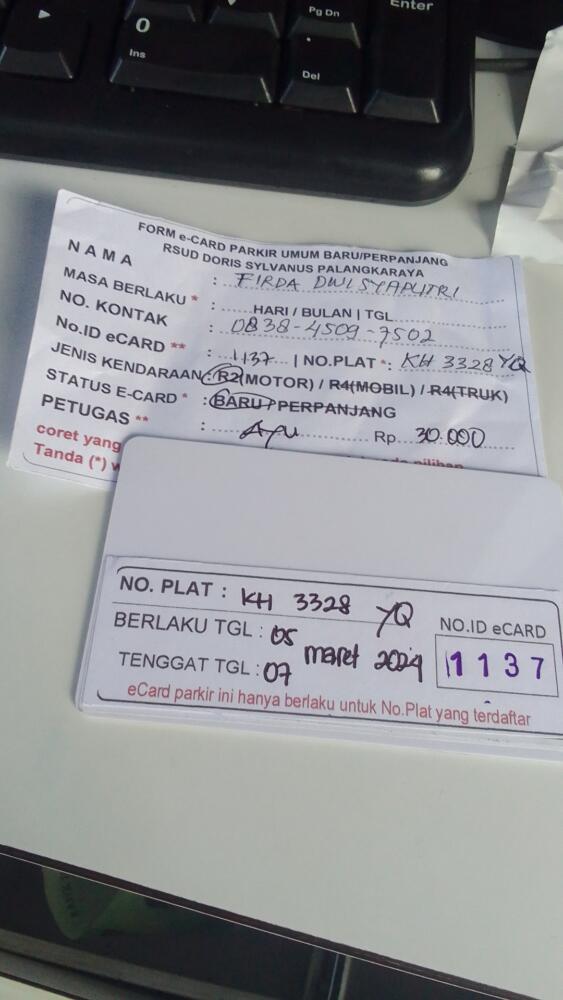 Enter
Pg Dn
0
Ins
.
Del
FORM e-CARD PARKIR UMUM BARU/PERPANJANG
RSUD DORIS SYLVANUS PALANGKARAYA
NAMA : FIRDA DWI SYAPUTRI
MASA BERLAKU * : ........HARI / BULAN | TGL
NO. KONTAK : 0838-4509-7502
No.ID eCARD ** : 1137 | NO.PLAT *: KH 3328 YQ
JENIS KENDARAAN : R2(MOTOR) / R4(MOBIL) / R4(TRUK)
STATUS E-CARD * : BARU / PERPANJANG
PETUGAS ** : Ayu Rp. 30.000
coret yang pilihan
Tanda (*) w
NO. PLAT : KH 3328 YQ
BERLAKU TGL : 05 maret 2024
TENGGAT TGL : 07
NO.ID eCARD
1137
eCard parkir ini hanya berlaku untuk No.Plat yang terdaftar